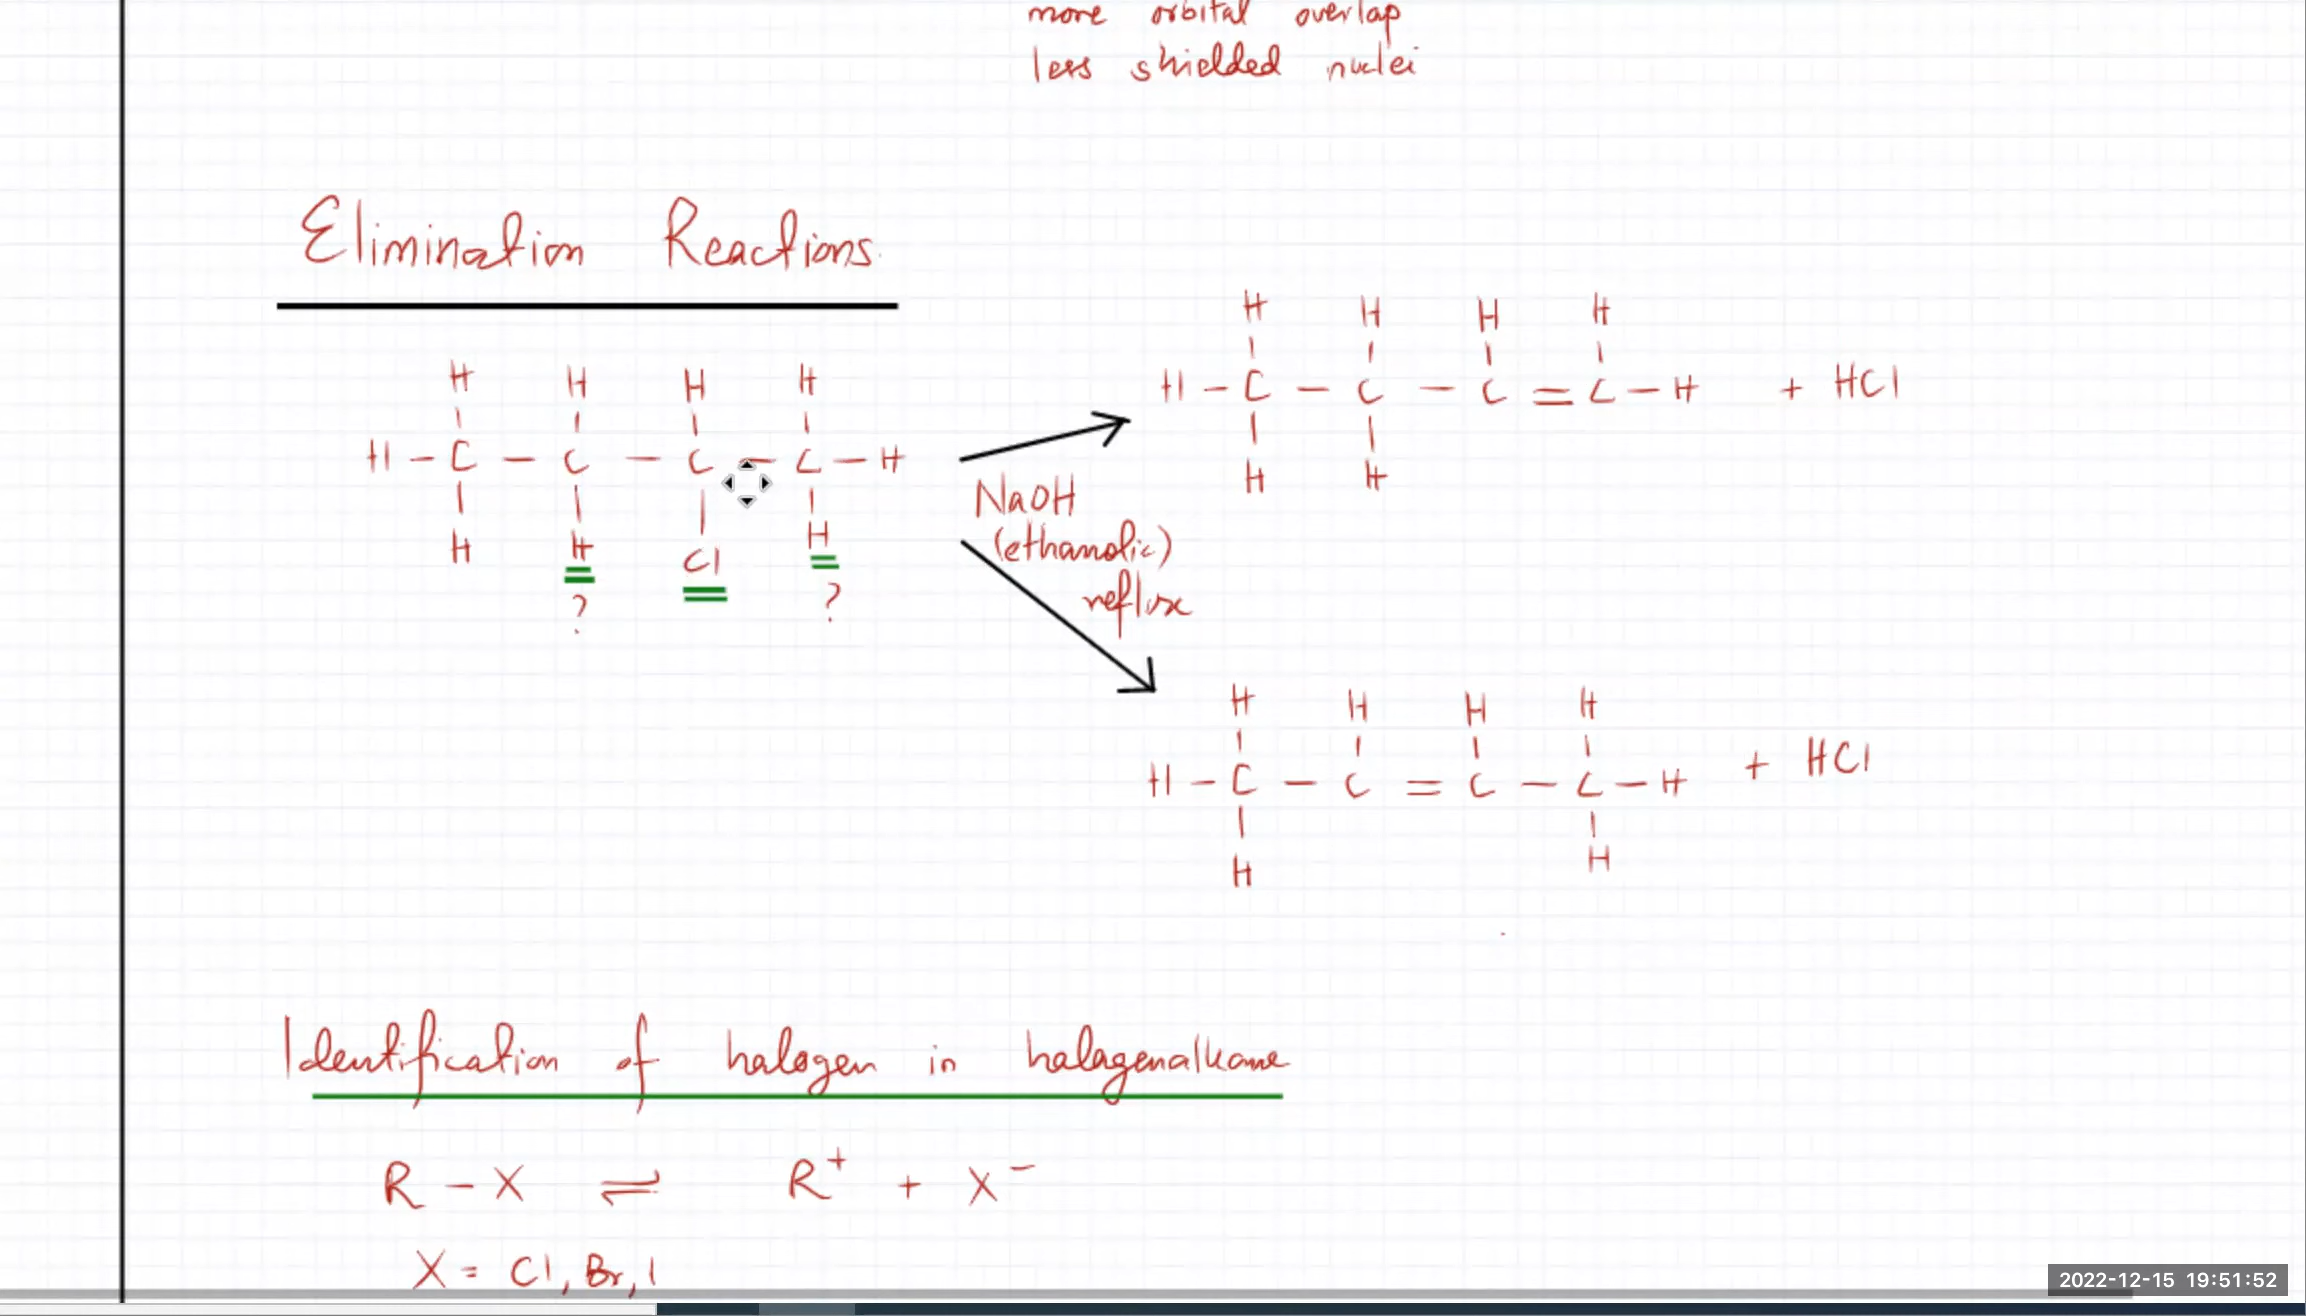 more orbital overlap
less shielded nuclei
Elimination Reactions.
H H H H
H - C - C - C = C - H + HCl
H H
H H H H
H - C - C - C - C - H
H H Cl H
? ?
NaOH
(ethanolic)
reflux
H H H H
H - C - C = C - C - H + HCl
H H
Identification of halogen in halagenalkane
R - X ⇌ R⁺ + X⁻
X = Cl, Br, I
2022-12-15 19:51:52